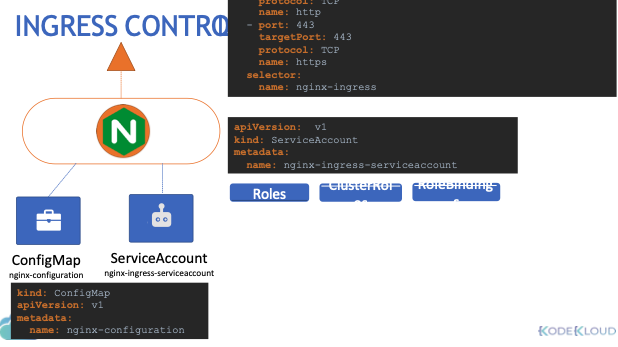 INGRESS CONTRO
protocol: TCP
name: http
- port: 443
targetPort: 443
protocol: TCP
name: https
selector:
name: nginx-ingress
N
apiVersion: v1
kind: ServiceAccount
metadata:
name: nginx-ingress-serviceaccount
Roles
ClusterRol
es
RoleBinding
s
ConfigMap
nginx-configuration
ServiceAccount
nginx-ingress-serviceaccount
kind: ConfigMap
apiVersion: v1
metadata:
name: nginx-configuration
KODEKLOUD